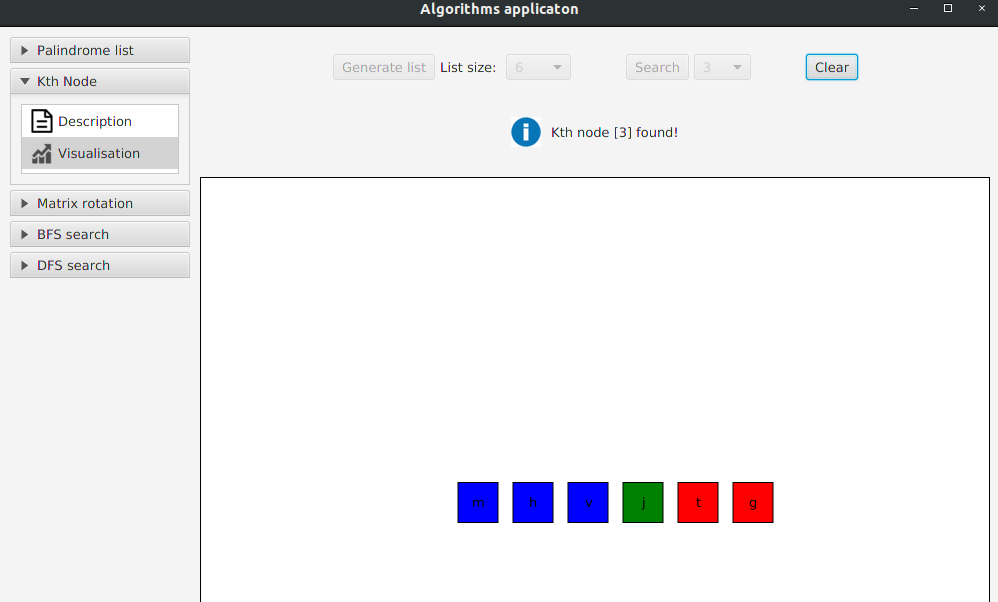 Algorithms applicaton
Palindrome list
Kth Node
Description
Visualisation
Matrix rotation
BFS search
DFS search
Generate list List size: 6 Search 3 Clear
Kth node [3] found!
m h v j t g